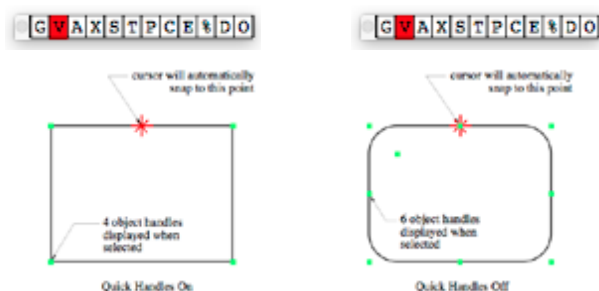 G V A X S T P C E % D O
G V A X S T P C E % D O
cursor will automatically
snap to this point
cursor will automatically
snap to this point
4 object handles
displayed when
selected
6 object handles
displayed when
selected
Quick Handles On
Quick Handles Off